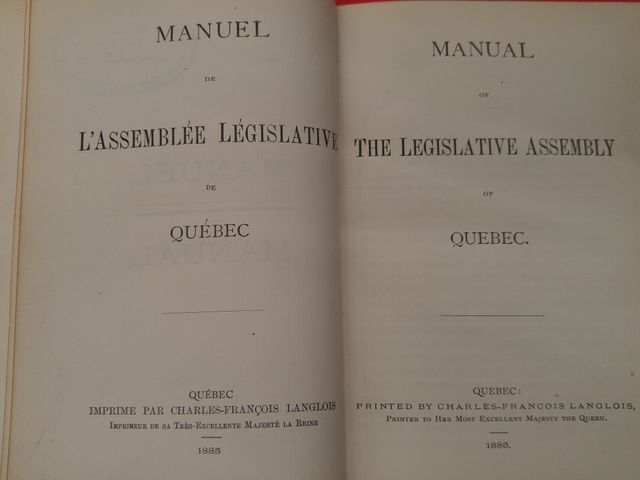 MANUEL
DE
L'ASSEMBLÉE LÉGISLATIVE
DE
QUÉBEC
QUÉBEC
IMPRIME PAR CHARLES-FRANÇOIS LANGLOIS
IMPRIMEUR DE SA TRÈS-EXCELLENTE MAJESTÉ LA REINE
1885
MANUAL
OF
THE LEGISLATIVE ASSEMBLY
OF
QUEBEC.
QUEBEC:
PRINTED BY CHARLES-FRANCOIS LANGLOIS,
PRINTER TO HER MOST EXCELLENT MAJESTY THE QUEEN.
1885.